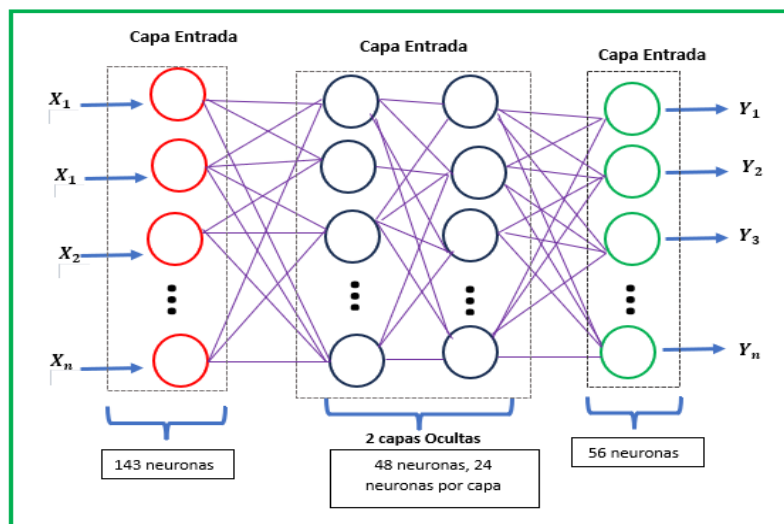 Capa Entrada
Capa Entrada
Capa Entrada
X1
X1
X2
Xn
Y1
Y2
Y3
Yn
2 capas Ocultas
143 neuronas
48 neuronas, 24
neuronas por capa
56 neuronas